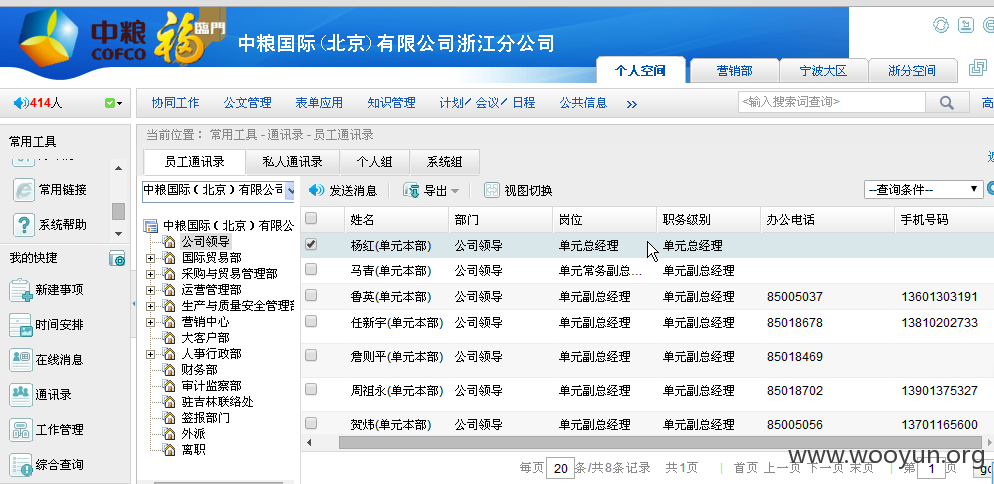 中粮
COFCO
福
臨門
中粮国际(北京)有限公司浙江分公司
个人空间 营销部 宁波大区 浙分空间
414人
协同工作 公文管理 表单应用 知识管理 计划／会议／日程 公共信息 >>
<输入搜索词查询>
高
常用工具
当前位置： 常用工具 - 通讯录 - 员工通讯录
员工通讯录 私人通讯录 个人组 系统组
常用链接
系统帮助
我的快捷
新建事项
时间安排
在线消息
通讯录
工作管理
综合查询
中粮国际（北京）有限公司
发送消息 导出 视图切换
--查询条件--
中粮国际（北京）有限公
公司领导
国际贸易部
采购与贸易管理部
运营管理部
生产与质量安全管理部
营销中心
大客户部
人事行政部
财务部
审计监察部
驻吉林联络处
签报部门
外派
离职
姓名 部门 岗位 职务级别 办公电话 手机号码
杨红(单元本部) 公司领导 单元总经理 单元总经理
马青(单元本部) 公司领导 单元常务副总... 单元副总经理
鲁英(单元本部) 公司领导 单元副总经理 单元副总经理 85005037 13601303191
任新宇(单元本部) 公司领导 单元副总经理 单元副总经理 85018678 13810202733
詹则平(单元本部) 公司领导 单元副总经理 单元副总经理 85018469
周祖永(单元本部) 公司领导 单元副总经理 单元副总经理 85018702 13901375327
贺炜(单元本部) 公司领导 单元副总经理 单元副总经理 85005056 13701165600
每页 20 条/共8条记录 共1页 | 首页 上一页 下一页 末页 | 第 1 页 go
www.wooyun.org